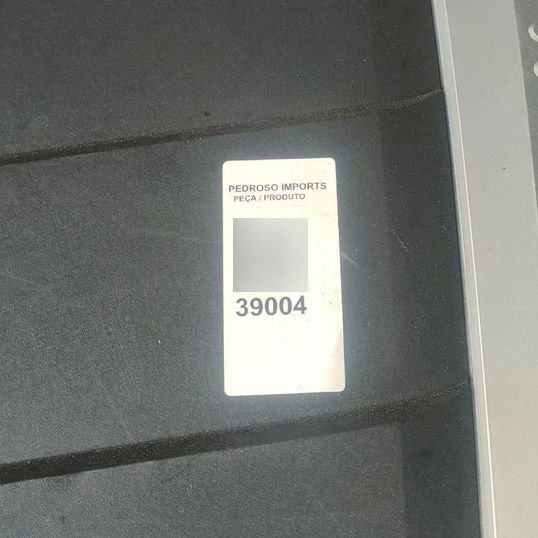 PEDROSO IMPORTS
PEÇA / PRODUTO
39004